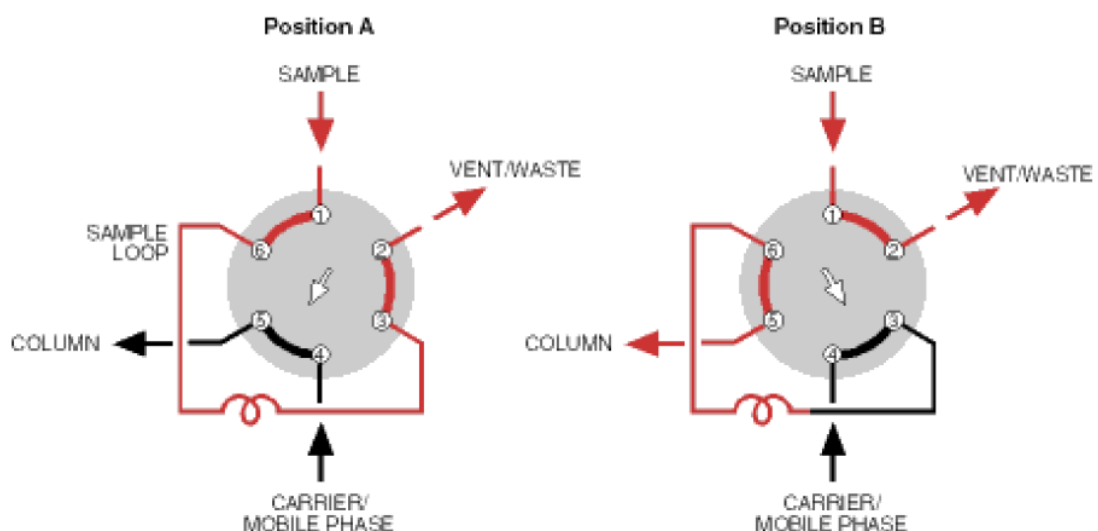 Position A
SAMPLE
VENT/WASTE
1
2
3
4
5
6
SAMPLE
LOOP
COLUMN
CARRIER/
MOBILE PHASE
Position B
SAMPLE
VENT/WASTE
1
2
3
4
5
6
COLUMN
CARRIER/
MOBILE PHASE